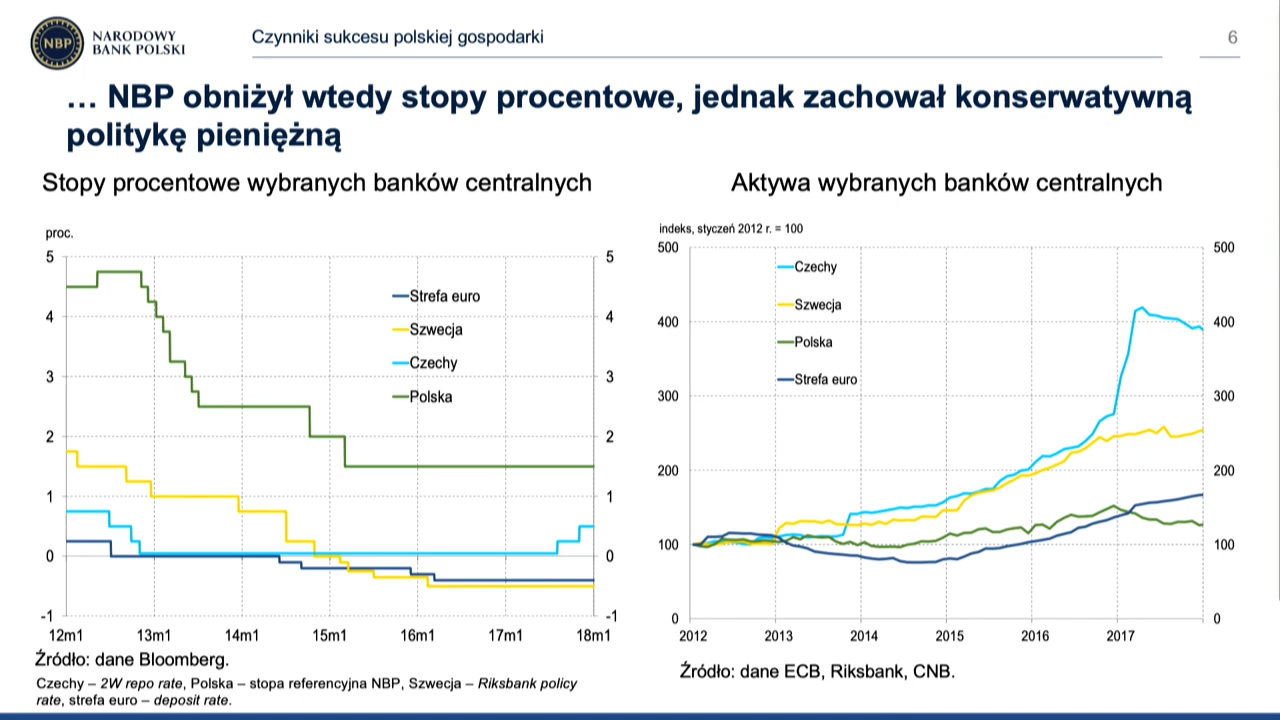 NBP
NARODOWY
BANK POLSKI
Czynniki sukcesu polskiej gospodarki
6
... NBP obniżył wtedy stopy procentowe, jednak zachował konserwatywną
politykę pieniężną
Stopy procentowe wybranych banków centralnych
proc.
5
4
3
2
1
0
-1
5
4
3
2
1
0
-1
Strefa euro
Szwecja
Czechy
Polska
12m1 13m1 14m1 15m1 16m1 17m1 18m1
Źródło: dane Bloomberg.
Czechy – 2W repo rate, Polska – stopa referencyjna NBP, Szwecja – Riksbank policy
rate, strefa euro – deposit rate.
Aktywa wybranych banków centralnych
indeks, styczeń 2012 r. = 100
500
400
300
200
100
0
500
400
300
200
100
0
Czechy
Szwecja
Polska
Strefa euro
2012 2013 2014 2015 2016 2017
Źródło: dane ECB, Riksbank, CNB.